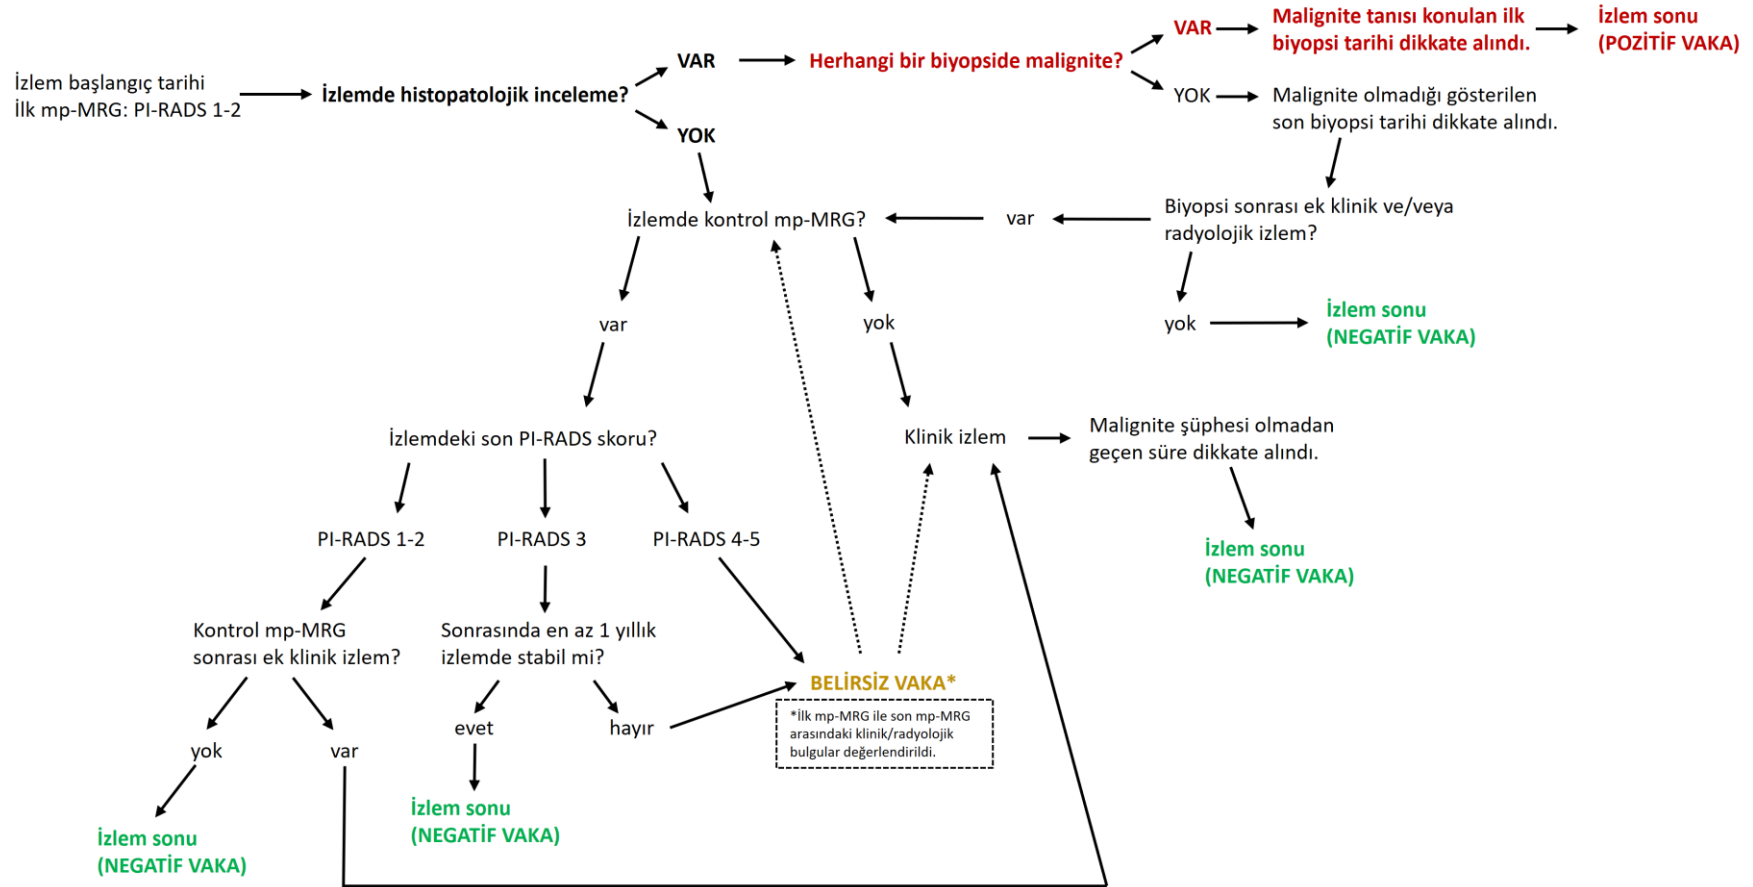 İzlem başlangıç tarihi
İlk mp-MRG: PI-RADS 1-2
İzlemde histopatolojik inceleme?
VAR
YOK
Herhangi bir biyopside malignite?
VAR
Malignite tanısı konulan ilk
biyopsi tarihi dikkate alındı.
İzlem sonu
(POZİTİF VAKA)
YOK
Malignite olmadığı gösterilen
son biyopsi tarihi dikkate alındı.
Biyopsi sonrası ek klinik ve/veya
radyolojik izlem?
var
yok
İzlem sonu
(NEGATİF VAKA)
İzlemde kontrol mp-MRG?
var
yok
Klinik izlem
Malignite şüphesi olmadan
geçen süre dikkate alındı.
İzlem sonu
(NEGATİF VAKA)
İzlemdeki son PI-RADS skoru?
PI-RADS 1-2
PI-RADS 3
PI-RADS 4-5
Kontrol mp-MRG
sonrası ek klinik izlem?
yok
var
İzlem sonu
(NEGATİF VAKA)
Sonrasında en az 1 yıllık
izlemde stabil mi?
evet
hayır
İzlem sonu
(NEGATİF VAKA)
BELİRSİZ VAKA*
*İlk mp-MRG ile son mp-MRG
arasındaki klinik/radyolojik
bulgular değerlendirildi.